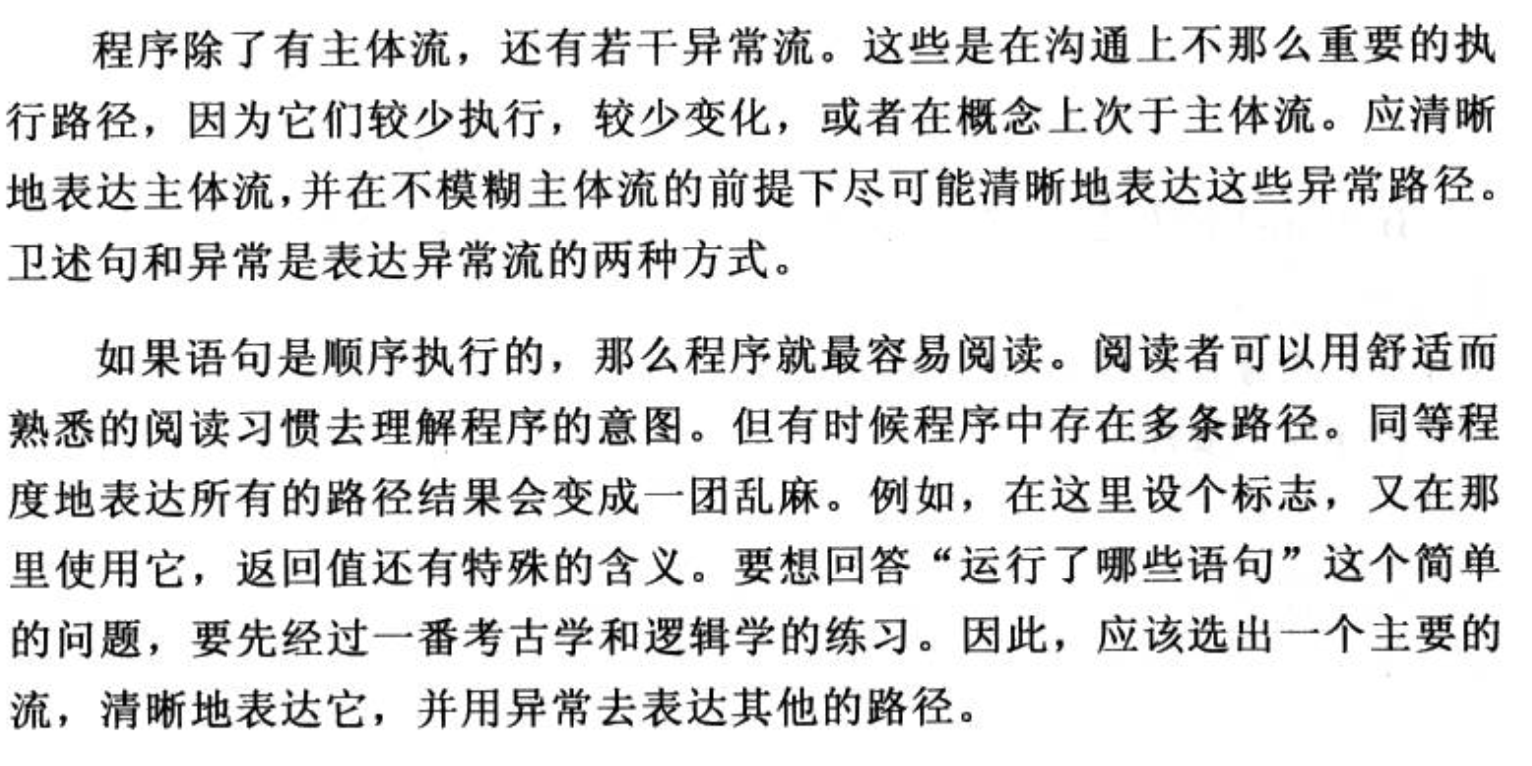 程序除了有主体流，还有若干异常流。这些是在沟通上不那么重要的执
行路径，因为它们较少执行，较少变化，或者在概念上次于主体流。应清晰
地表达主体流，并在不模糊主体流的前提下尽可能清晰地表达这些异常路径。
卫述句和异常是表达异常流的两种方式。
如果语句是顺序执行的，那么程序就最容易阅读。阅读者可以用舒适而
熟悉的阅读习惯去理解程序的意图。但有时候程序中存在多条路径。同等程
度地表达所有的路径结果会变成一团乱麻。例如，在这里设个标志，又在那
里使用它，返回值还有特殊的含义。要想回答“运行了哪些语句”这个简单
的问题，要先经过一番考古学和逻辑学的练习。因此，应该选出一个主要的
流，清晰地表达它，并用异常去表达其他的路径。